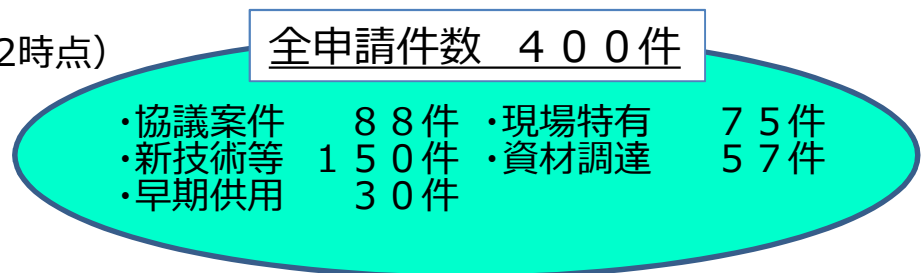 2時点）
全申請件数　４００件
・協議案件　　８８件 ・現場特有　　７５件
・新技術等　１５０件 ・資材調達　　５７件
・早期供用　　３０件